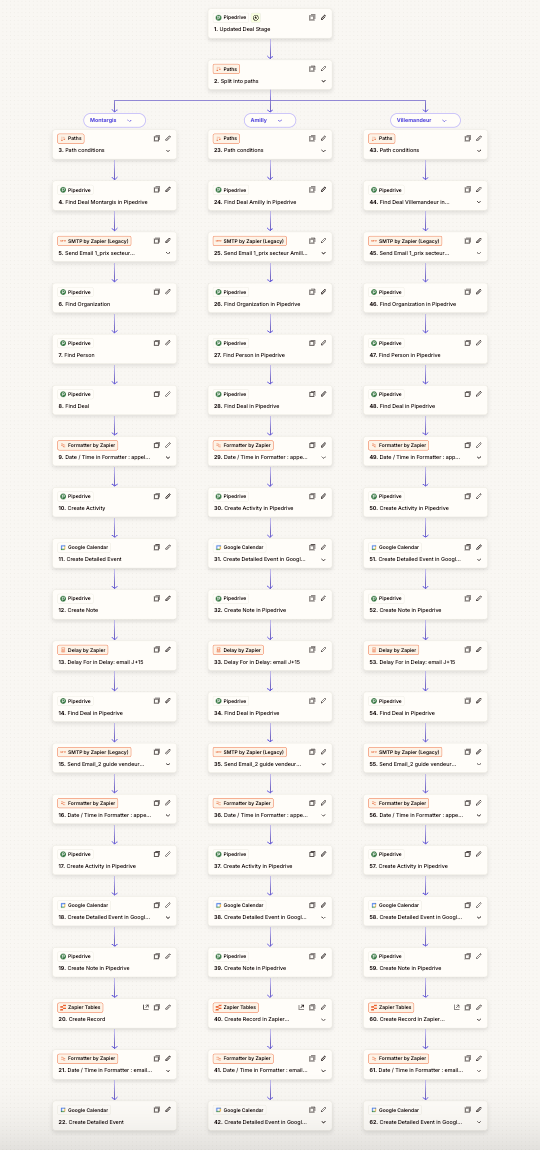 Pipedrive
1. Updated Deal Stage
Paths
2. Split into paths
Montargis
Paths
3. Path conditions
Pipedrive
4. Find Deal Montargis in Pipedrive
SMTP by Zapier (Legacy)
5. Send Email 1_prix secteur...
Pipedrive
6. Find Organization
Pipedrive
7. Find Person
Pipedrive
8. Find Deal
Formatter by Zapier
9. Date / Time in Formatter : appel...
Pipedrive
10. Create Activity
Google Calendar
11. Create Detailed Event
Pipedrive
12. Create Note
Delay by Zapier
13. Delay For in Delay: email J+15
Pipedrive
14. Find Deal in Pipedrive
SMTP by Zapier (Legacy)
15. Send Email_2 guide vendeur...
Formatter by Zapier
16. Date / Time in Formatter : appe...
Pipedrive
17. Create Activity in Pipedrive
Google Calendar
18. Create Detailed Event in Googl...
Pipedrive
19. Create Note in Pipedrive
Zapier Tables
20. Create Record
Formatter by Zapier
21. Date / Time in Formatter : email...
Google Calendar
22. Create Detailed Event
Amilly
Paths
23. Path conditions
Pipedrive
24. Find Deal Amilly in Pipedrive
SMTP by Zapier (Legacy)
25. Send Email 1_prix secteur Amill...
Pipedrive
26. Find Organization in Pipedrive
Pipedrive
27. Find Person in Pipedrive
Pipedrive
28. Find Deal in Pipedrive
Formatter by Zapier
29. Date / Time in Formatter : appe...
Pipedrive
30. Create Activity in Pipedrive
Google Calendar
31. Create Detailed Event in Googl...
Pipedrive
32. Create Note in Pipedrive
Delay by Zapier
33. Delay For in Delay: email J+15
Pipedrive
34. Find Deal in Pipedrive
SMTP by Zapier (Legacy)
35. Send Email_2 guide vendeur...
Formatter by Zapier
36. Date / Time in Formatter : appe...
Pipedrive
37. Create Activity in Pipedrive
Google Calendar
38. Create Detailed Event in Googl...
Pipedrive
39. Create Note in Pipedrive
Zapier Tables
40. Create Record in Zapier...
Formatter by Zapier
41. Date / Time in Formatter : email...
Google Calendar
42. Create Detailed Event in Googl...
Villemandeur
Paths
43. Path conditions
Pipedrive
44. Find Deal Villemandeur in...
SMTP by Zapier (Legacy)
45. Send Email 1_prix secteur...
Pipedrive
46. Find Organization in Pipedrive
Pipedrive
47. Find Person in Pipedrive
Pipedrive
48. Find Deal in Pipedrive
Formatter by Zapier
49. Date / Time in Formatter : app...
Pipedrive
50. Create Activity in Pipedrive
Google Calendar
51. Create Detailed Event in Googl...
Pipedrive
52. Create Note in Pipedrive
Delay by Zapier
53. Delay For in Delay: email J+15
Pipedrive
54. Find Deal in Pipedrive
SMTP by Zapier (Legacy)
55. Send Email_2 guide vendeur...
Formatter by Zapier
56. Date / Time in Formatter : appe...
Pipedrive
57. Create Activity in Pipedrive
Google Calendar
58. Create Detailed Event in Googl...
Pipedrive
59. Create Note in Pipedrive
Zapier Tables
60. Create Record in Zapier...
Formatter by Zapier
61. Date / Time in Formatter : email...
Google Calendar
62. Create Detailed Event in Googl...